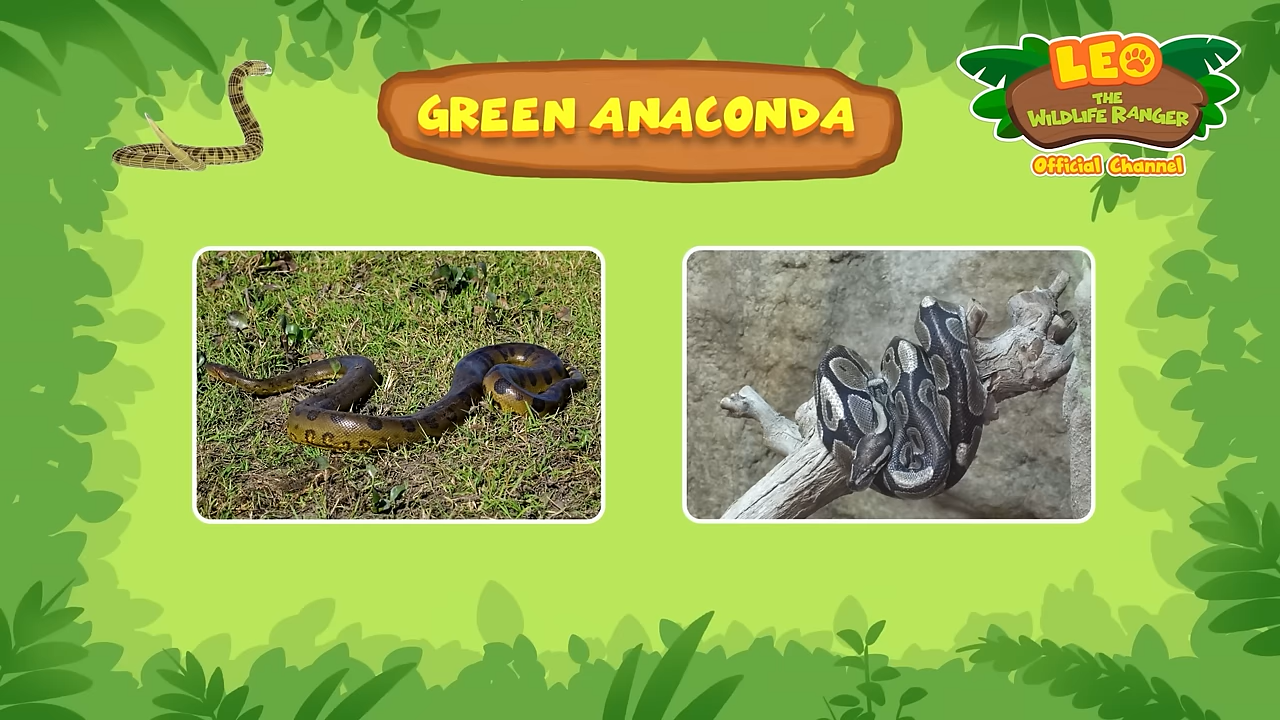 GREEN ANACONDA
LEO
THE
WILDLIFE RANGER
Official Channel